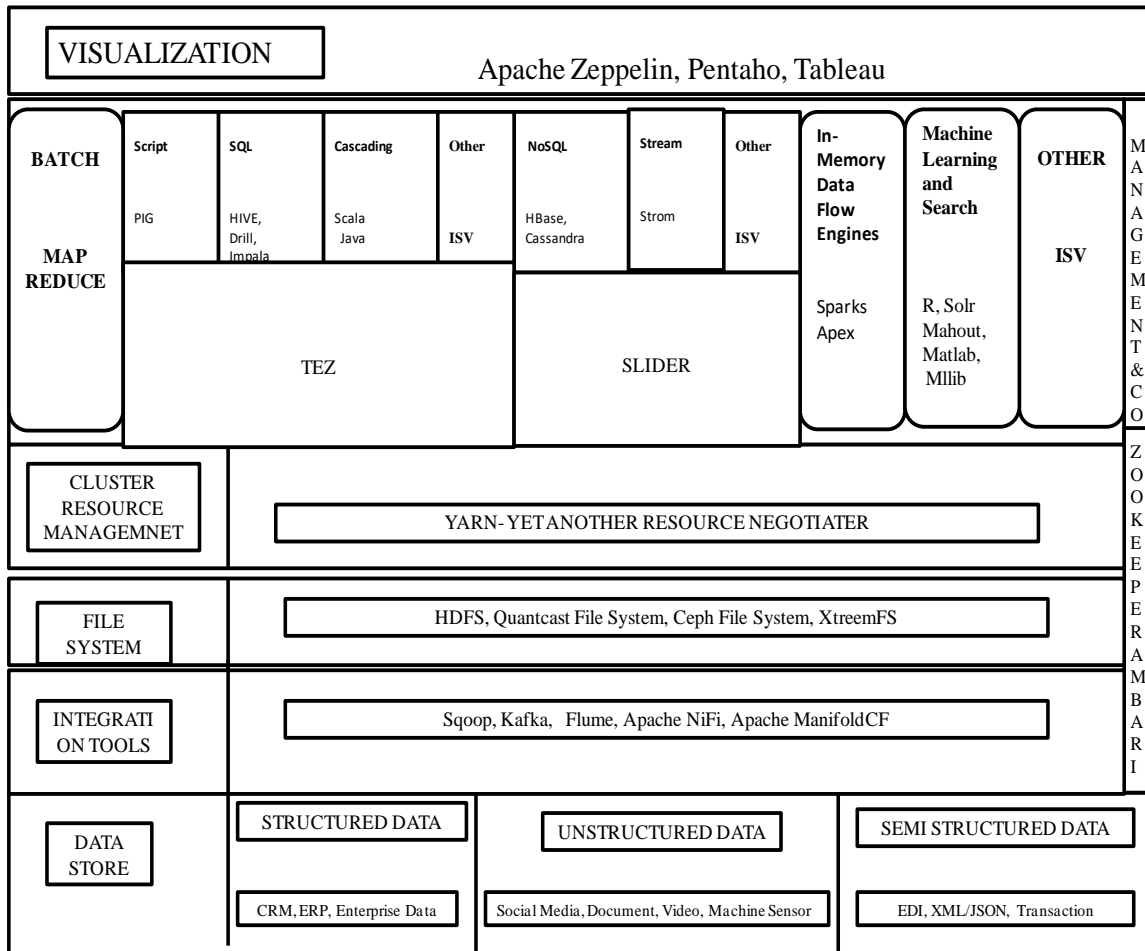 VISUALIZATION
Apache Zeppelin, Pentaho, Tableau
BATCH
MAP
REDUCE
Script
PIG
SQL
HIVE,
Drill,
Impala
Cascading
Scala
Java
Other
ISV
NoSQL
HBase,
Cassandra
Stream
Strom
Other
ISV
TEZ
SLIDER
In-
Memory
Data
Flow
Engines
Sparks
Apex
Machine
Learning
and
Search
R, Solr
Mahout,
Matlab,
Mllib
OTHER
ISV
MANAGEMENT&CO
CLUSTER
RESOURCE
MANAGEMNET
YARN-YET ANOTHER RESOURCE NEGOTIATER
ZOOKEEPERAMBARI
FILE
SYSTEM
HDFS, Quantcast File System, Ceph File System, XtreemFS
INTEGRATI
ON TOOLS
Sqoop, Kafka, Flume, Apache NiFi, Apache ManifoldCF
DATA
STORE
STRUCTURED DATA
UNSTRUCTURED DATA
SEMI STRUCTURED DATA
CRM, ERP, Enterprise Data
Social Media, Document, Video, Machine Sensor
EDI, XML/JSON, Transaction